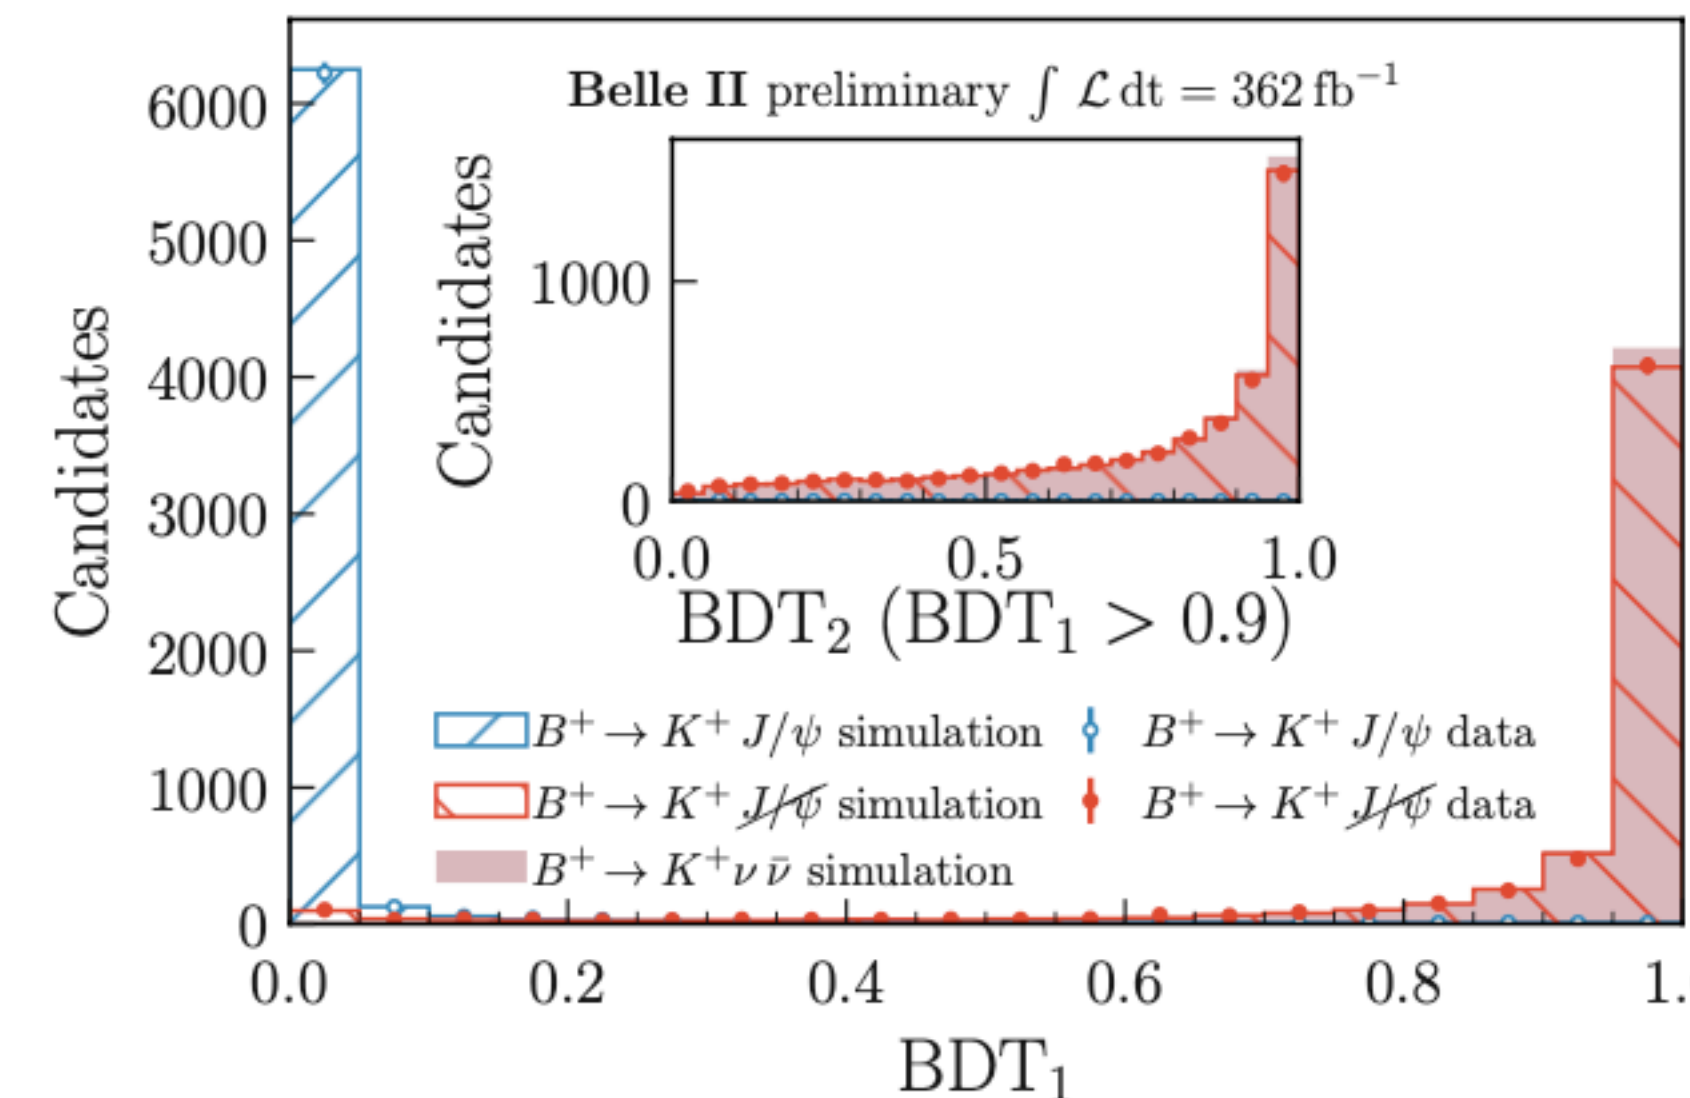 Belle II preliminary ∫ ℒ dt = 362 fb⁻¹
Candidates
6000
5000
4000
3000
2000
1000
0
Candidates
1000
0
0.0 0.5 1.0
BDT₂ (BDT₁ > 0.9)
B⁺ → K⁺ J/ψ simulation
B⁺ → K⁺ J/ψ data
B⁺ → K⁺ J/ψ simulation
B⁺ → K⁺ J/ψ data
B⁺ → K⁺ν ν̄ simulation
0.0 0.2 0.4 0.6 0.8 1.
BDT₁